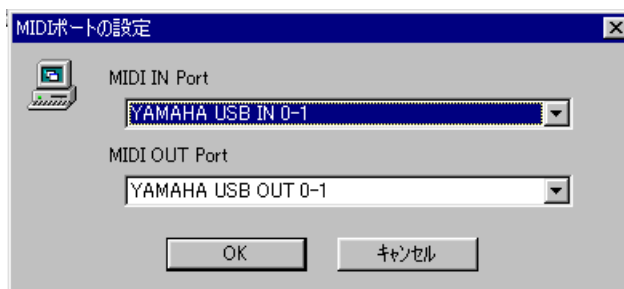 MIDIポートの設定
MIDI IN Port
YAMAHA USB IN 0-1
MIDI OUT Port
YAMAHA USB OUT 0-1
OK
キャンセル